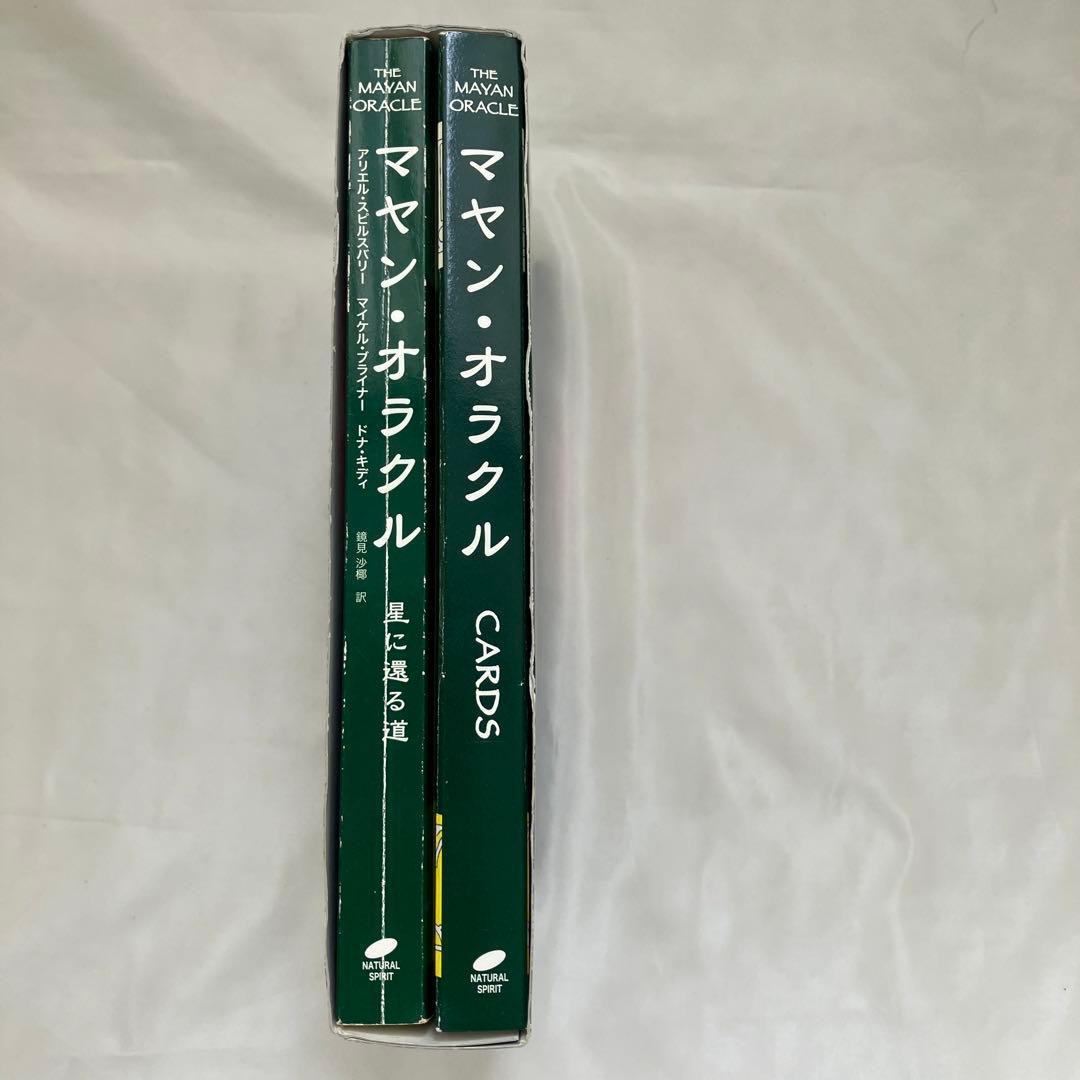 THE
MAYAN
ORACLE
マヤン・オラクル
アリエル・スピルスバリー マイケル・ブライナー ドナ・キディ
鏡見 沙椰 訳
星に還る道
NATURAL
SPIRIT
THE
MAYAN
ORACLE
マヤン・オラクル
CARDS
NATURAL
SPIRIT